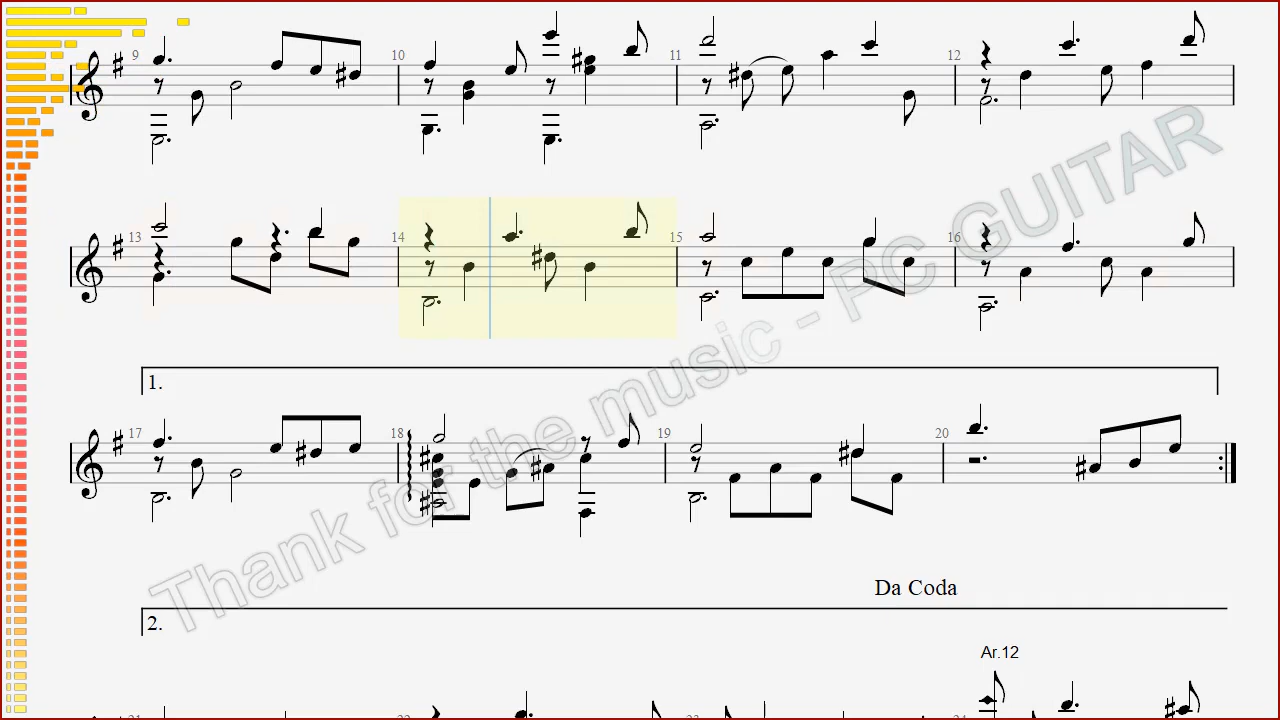 9 10 11 12
13 14 15 16
Thank for the music - PC GUITAR
1.
17 18 19 20
Da Coda
2.
Ar.12